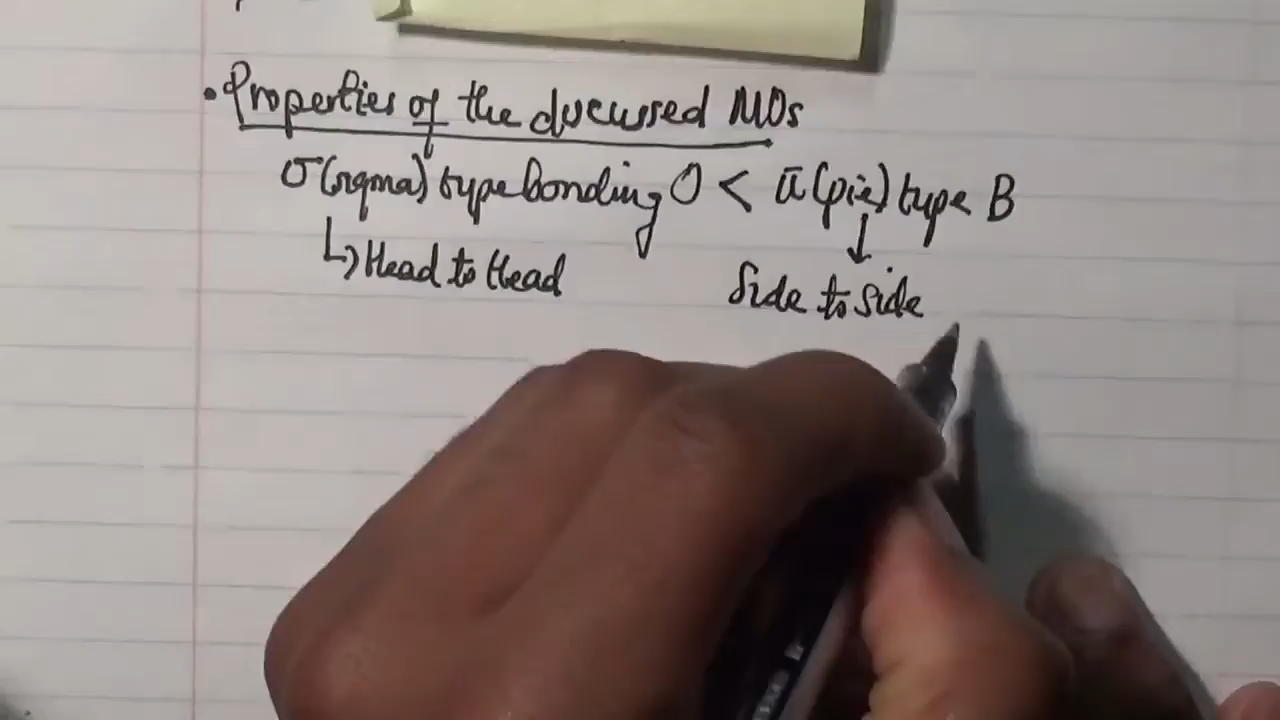 • Properties of the discussed MOs
σ (sigma) type bonding O < π (pie) type B
↳ Head to Head ↓
Side to side